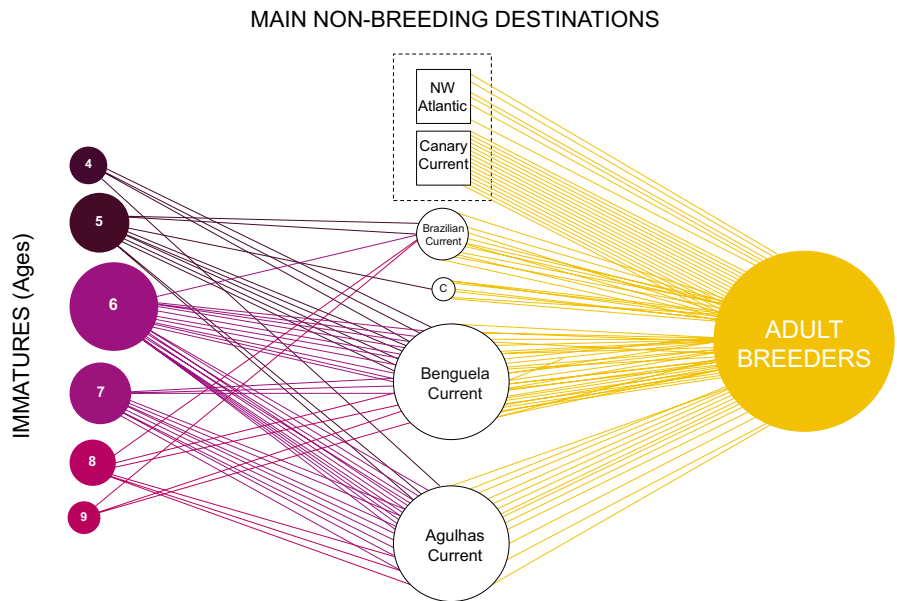 MAIN NON-BREEDING DESTINATIONS
IMMATURES (Ages)
4
5
6
7
8
9
NW
Atlantic
Canary
Current
Brazilian
Current
C
Benguela
Current
Agulhas
Current
ADULT
BREEDERS